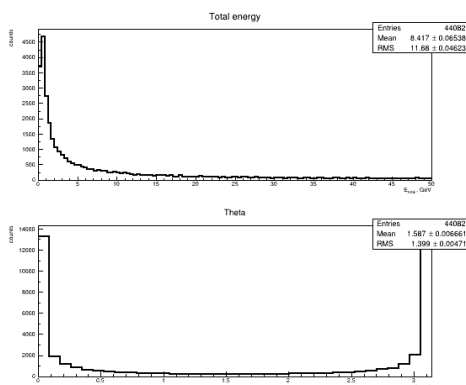 Total energy
Entries 44082
Mean 8.417 ± 0.06538
RMS 11.68 ± 0.04623
counts
4500
4000
3500
3000
2500
2000
1500
1000
500
0
0 5 10 15 20 25 30 35 40 45 50
E_total, GeV
Theta
Entries 44082
Mean 1.587 ± 0.006661
RMS 1.399 ± 0.00471
counts
14000
12000
10000
8000
6000
4000
2000
0
0 0.5 1 1.5 2 2.5 3